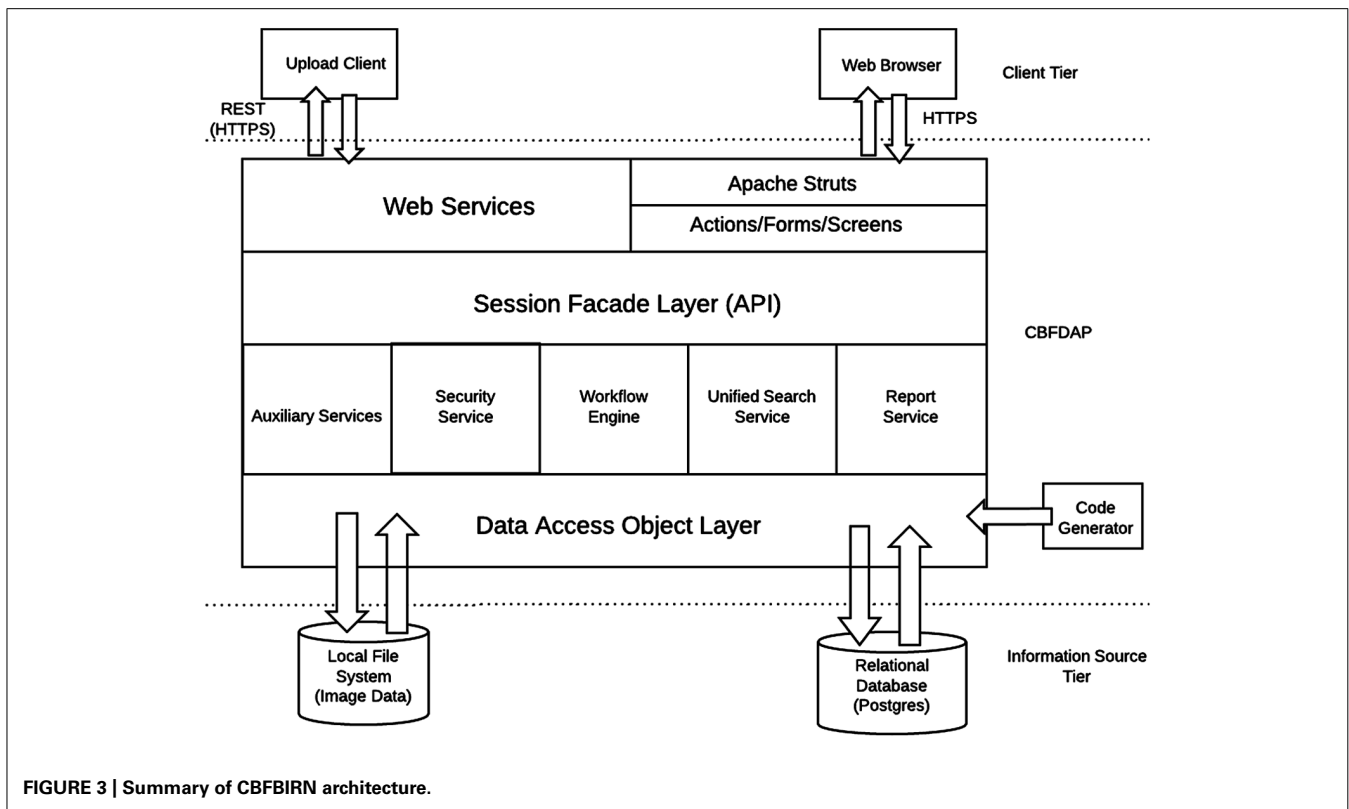 Upload Client
Web Browser
Client Tier
REST
(HTTPS)
HTTPS
Web Services
Apache Struts
Actions/Forms/Screens
Session Facade Layer (API)
CBFDAP
Auxiliary Services
Security
Service
Workflow
Engine
Unified Search
Service
Report
Service
Data Access Object Layer
Code
Generator
Local File
System
(Image Data)
Relational
Database
(Postgres)
Information Source
Tier
FIGURE 3 | Summary of CBFBIRN architecture.